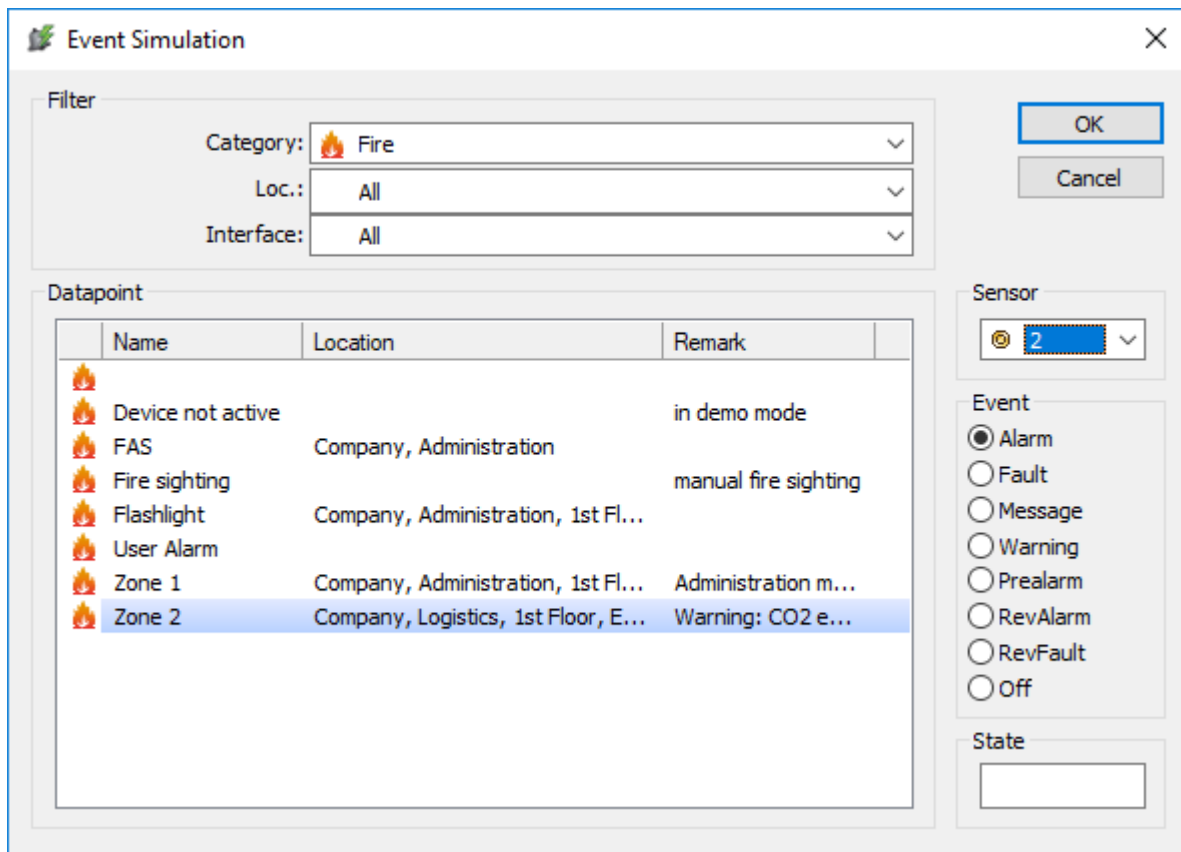 Event Simulation
Filter
Category: Fire
Loc.: All
Interface: All
OK
Cancel
Datapoint
Name Location Remark
Device not active in demo mode
FAS Company, Administration
Fire sighting manual fire sighting
Flashlight Company, Administration, 1st Fl...
User Alarm
Zone 1 Company, Administration, 1st Fl... Administration m...
Zone 2 Company, Logistics, 1st Floor, E... Warning: CO2 e...
Sensor
2
Event
Alarm
Fault
Message
Warning
Prealarm
RevAlarm
RevFault
Off
State